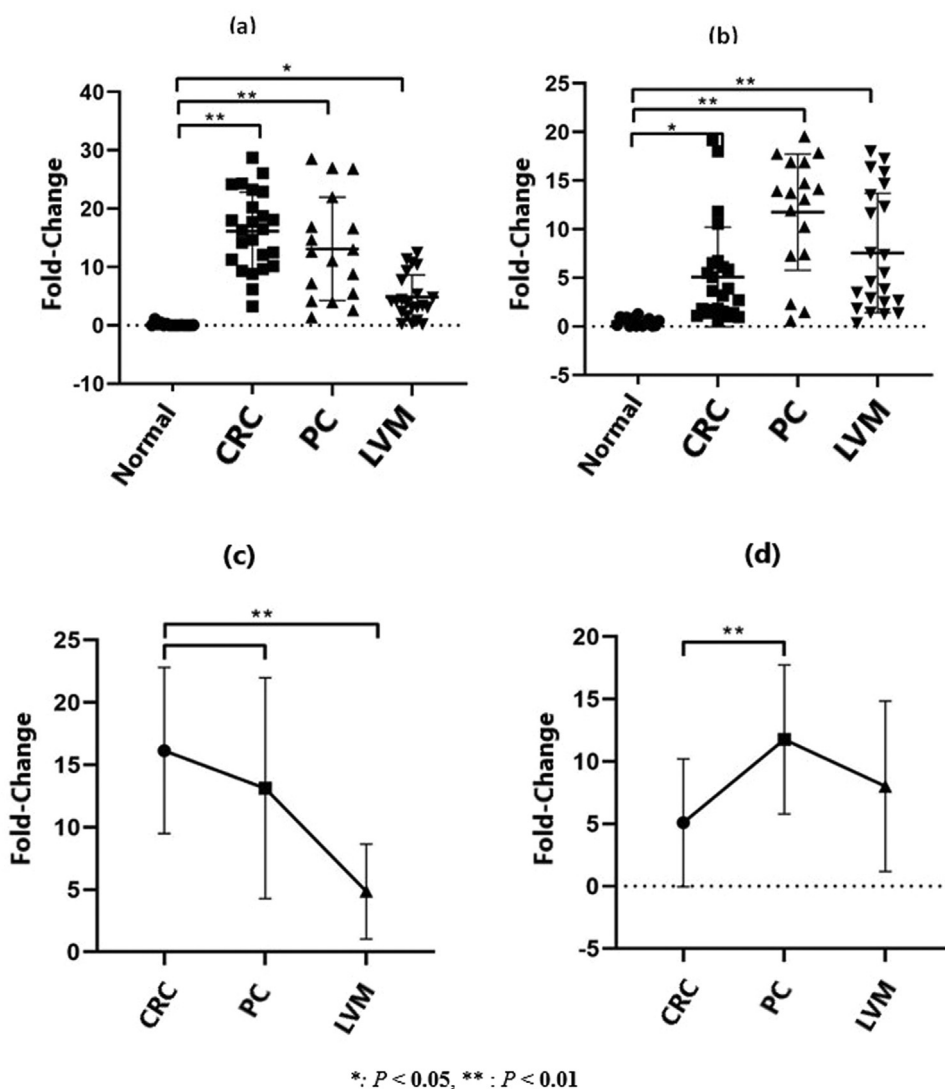 (a)
Fold-Change
40
30
20
10
0
-10
*
**
**
Normal
CRC
PC
LVM
(b)
Fold-Change
25
20
15
10
5
0
-5
**
**
*
Normal
CRC
PC
LVM
(c)
Fold-Change
25
20
15
10
5
0
**
CRC
PC
LVM
(d)
Fold-Change
20
15
10
5
0
-5
**
CRC
PC
LVM
*: P < 0.05, ** : P < 0.01